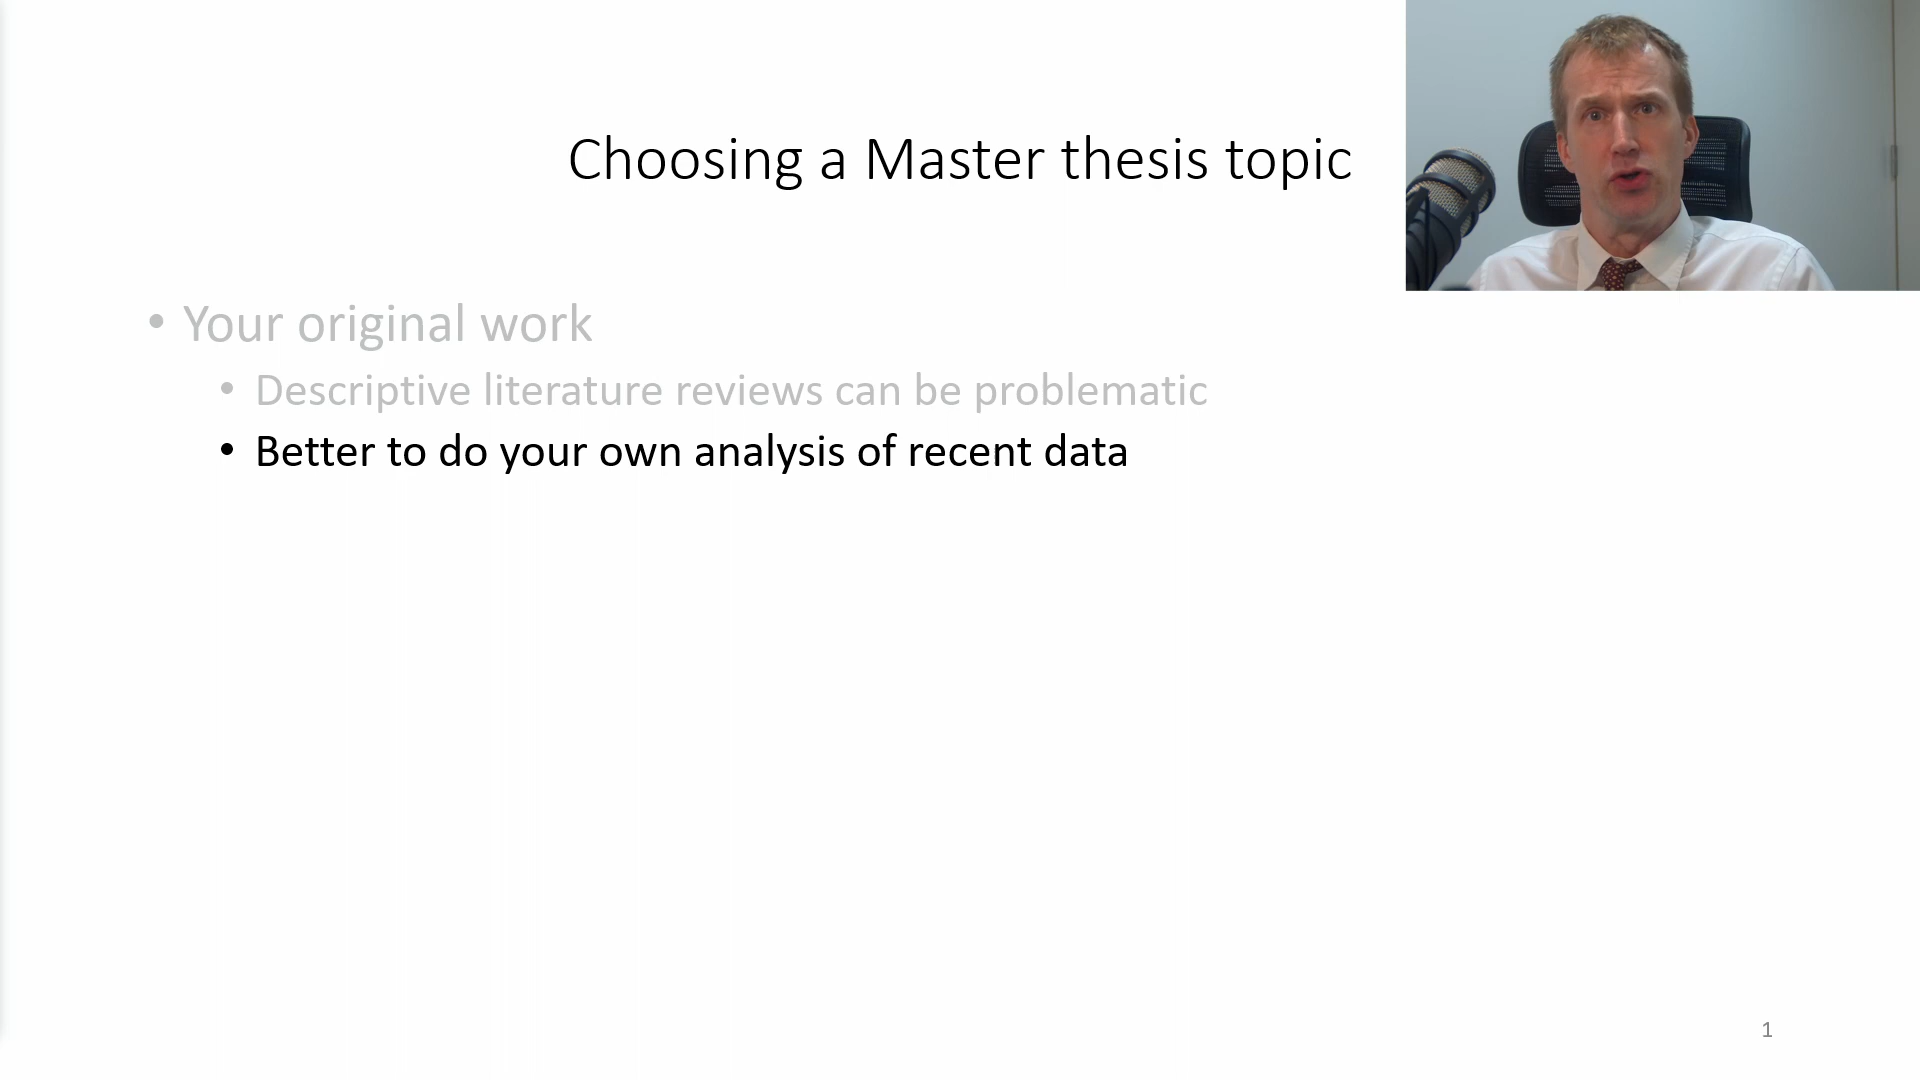 Choosing a Master thesis topic
• Your original work
• Descriptive literature reviews can be problematic
• Better to do your own analysis of recent data
1